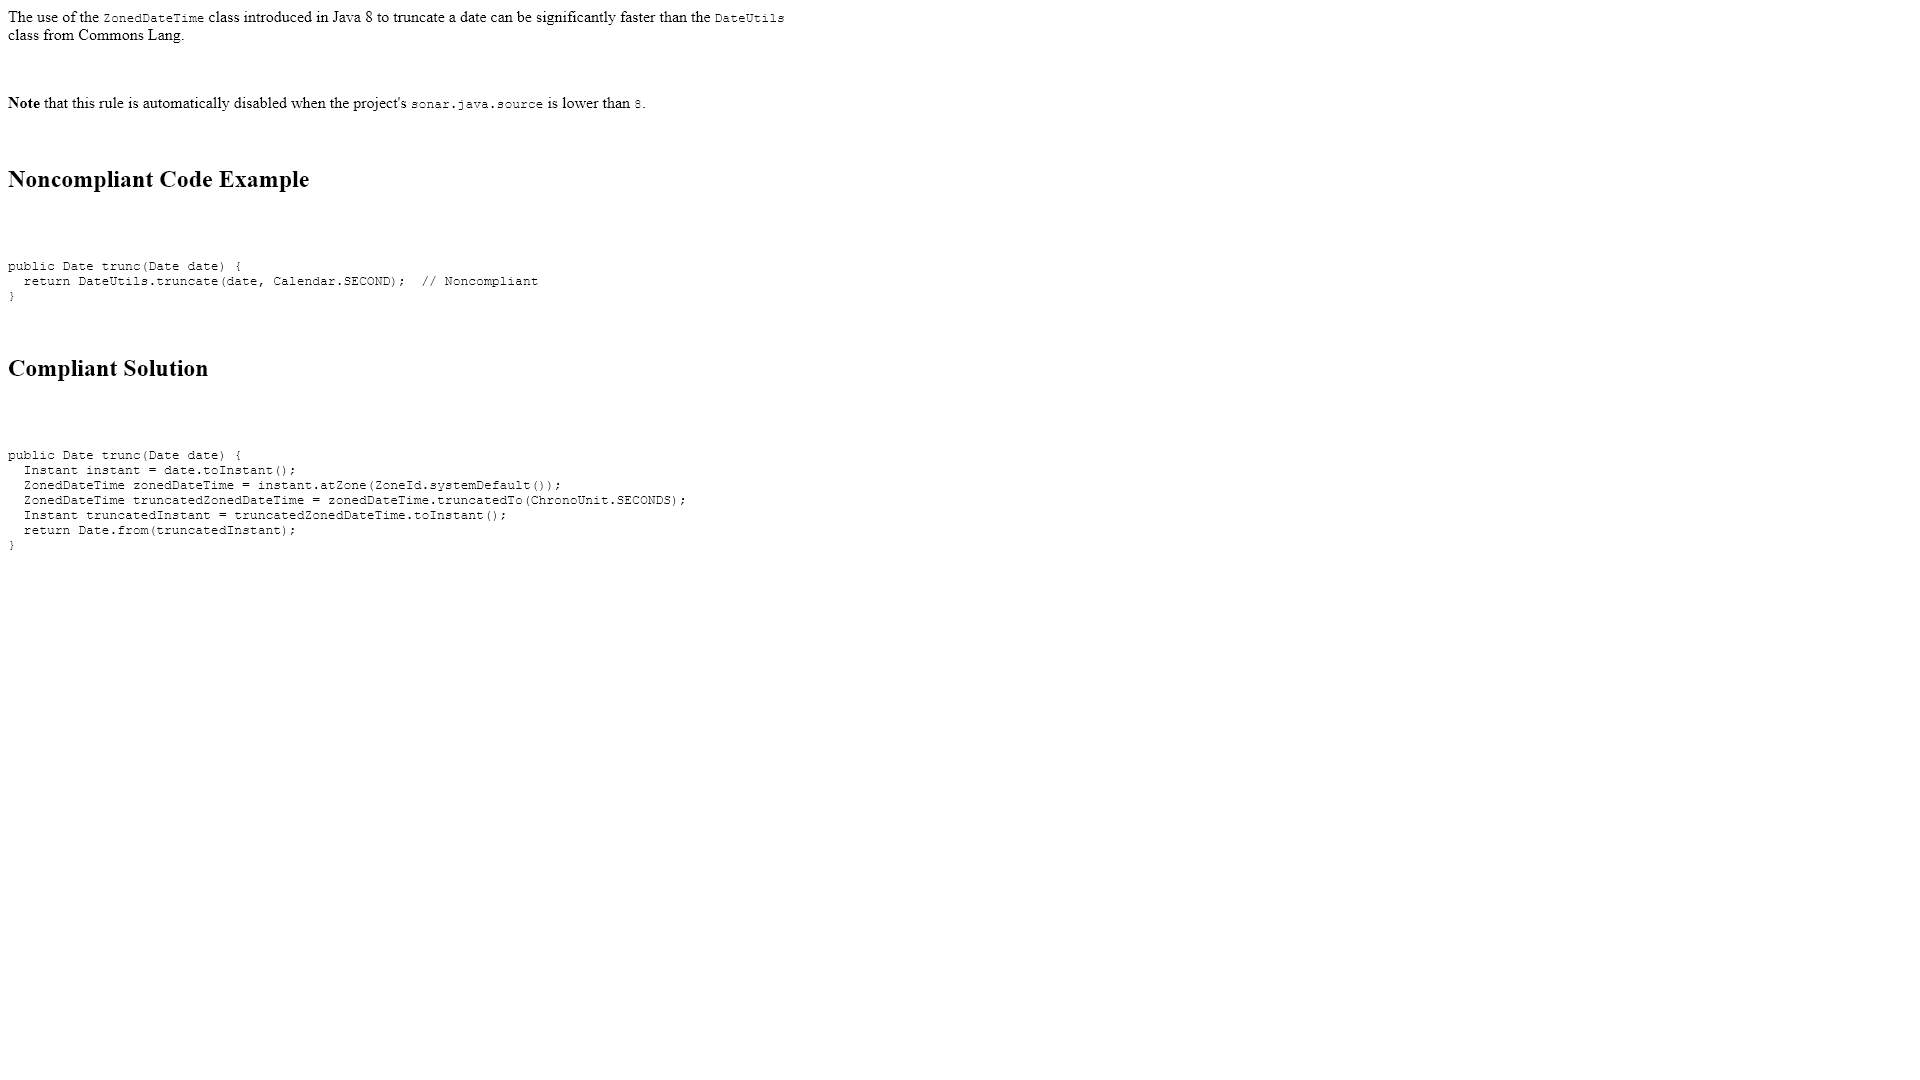 The use of the ZonedDateTime class introduced in Java 8 to truncate a date can be significantly faster than the DateUtils
class from Commons Lang.
Note that this rule is automatically disabled when the project's sonar.java.source is lower than 8.
Noncompliant Code Example
public Date trunc(Date date) {
  return DateUtils.truncate(date, Calendar.SECOND);  // Noncompliant
}
Compliant Solution
public Date trunc(Date date) {
  Instant instant = date.toInstant();
  ZonedDateTime zonedDateTime = instant.atZone(ZoneId.systemDefault());
  ZonedDateTime truncatedZonedDateTime = zonedDateTime.truncatedTo(ChronoUnit.SECONDS);
  Instant truncatedInstant = truncatedZonedDateTime.toInstant();
  return Date.from(truncatedInstant);
}